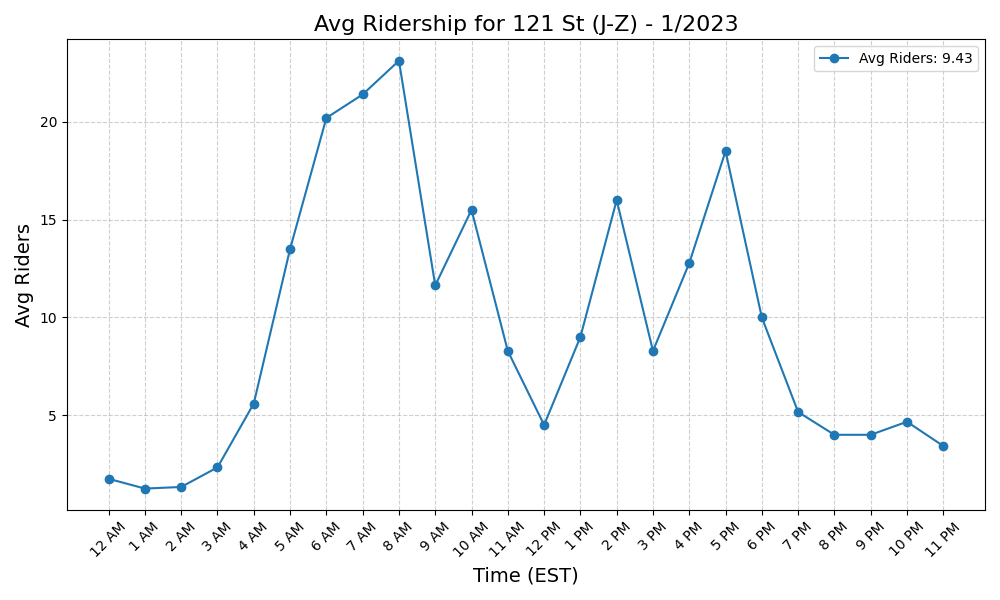 Avg Ridership for 121 St (J-Z) - 1/2023
Avg Riders: 9.43
Avg Riders
20
15
10
5
12 AM
1 AM
2 AM
3 AM
4 AM
5 AM
6 AM
7 AM
8 AM
9 AM
10 AM
11 AM
12 PM
1 PM
2 PM
3 PM
4 PM
5 PM
6 PM
7 PM
8 PM
9 PM
10 PM
11 PM
Time (EST)